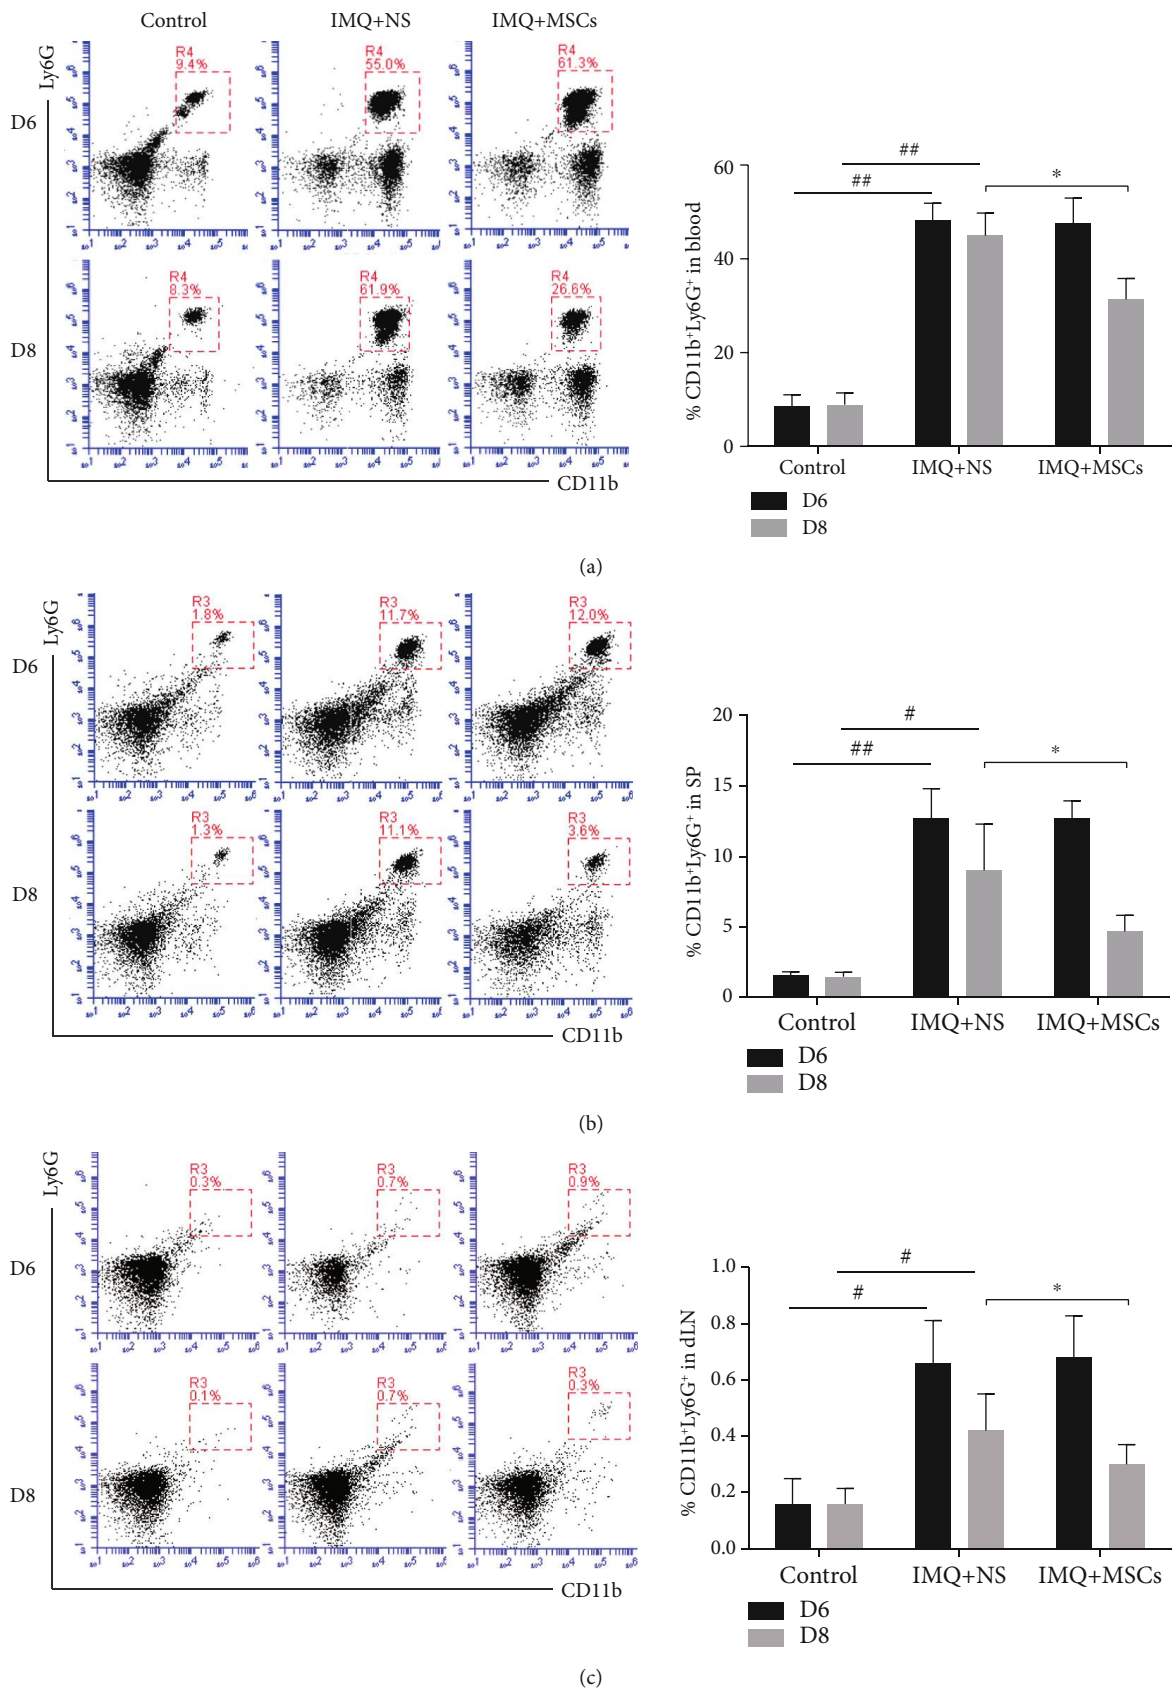 Control IMQ+NS IMQ+MSCs
Ly6G
D6
R4
9.4%
R4
55.0%
R4
61.3%
D8
R4
8.3%
R4
61.9%
R4
26.6%
CD11b
% CD11b+Ly6G+ in blood
60
40
20
0
##
##
*
Control IMQ+NS IMQ+MSCs
D6
D8
(a)
Ly6G
D6
R3
1.8%
R3
11.7%
R3
12.0%
D8
R3
1.3%
R3
11.1%
R3
3.6%
CD11b
% CD11b+Ly6G+ in SP
20
15
10
5
0
#
##
*
Control IMQ+NS IMQ+MSCs
D6
D8
(b)
Ly6G
D6
R3
0.3%
R3
0.7%
R3
0.9%
D8
R3
0.1%
R3
0.7%
R3
0.3%
CD11b
% CD11b+Ly6G+ in dLN
1.0
0.8
0.6
0.4
0.2
0.0
#
#
*
Control IMQ+NS IMQ+MSCs
D6
D8
(c)